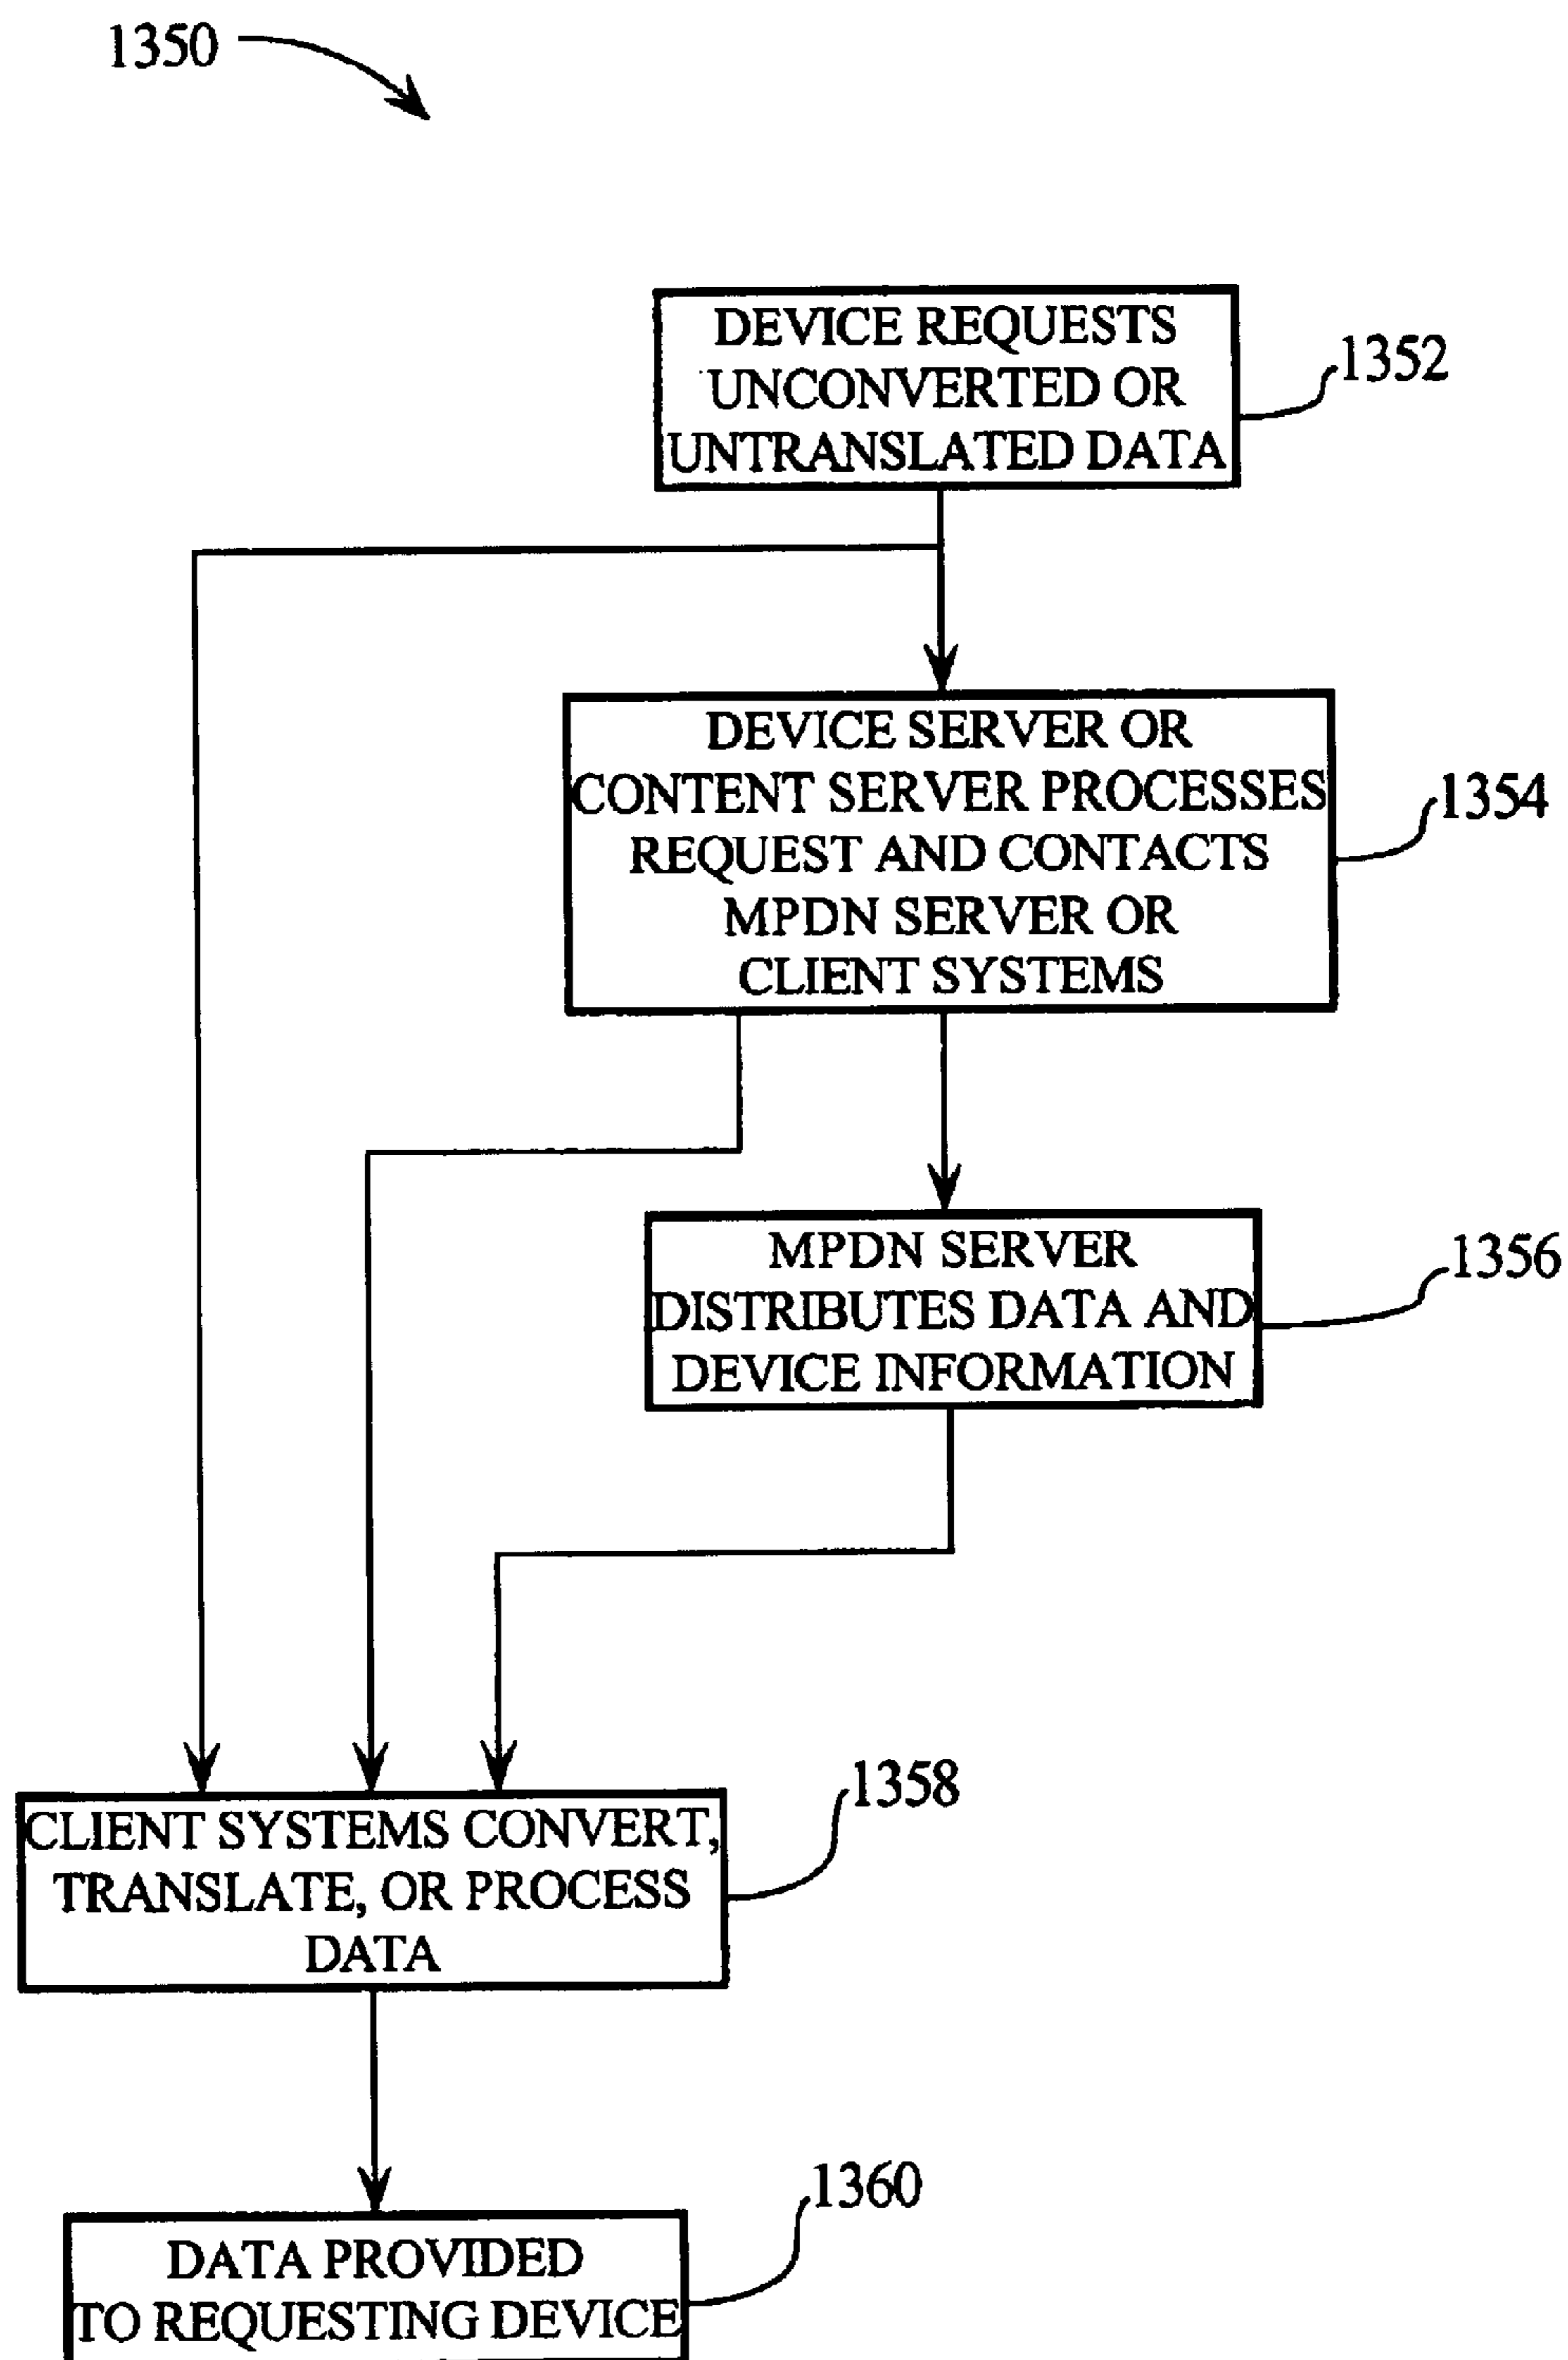 1350
DEVICE REQUESTS
UNCONVERTED OR
UNTRANSLATED DATA
1352
DEVICE SERVER OR
CONTENT SERVER PROCESSES
REQUEST AND CONTACTS
MPDN SERVER OR
CLIENT SYSTEMS
1354
MPDN SERVER
DISTRIBUTES DATA AND
DEVICE INFORMATION
1356
CLIENT SYSTEMS CONVERT,
TRANSLATE, OR PROCESS
DATA
1358
DATA PROVIDED
TO REQUESTING DEVICE
1360